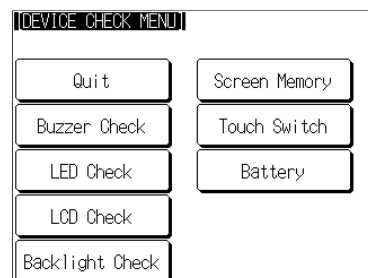 [DEVICE CHECK MENU]
Quit
Screen Memory
Buzzer Check
Touch Switch
LED Check
Battery
LCD Check
Backlight Check